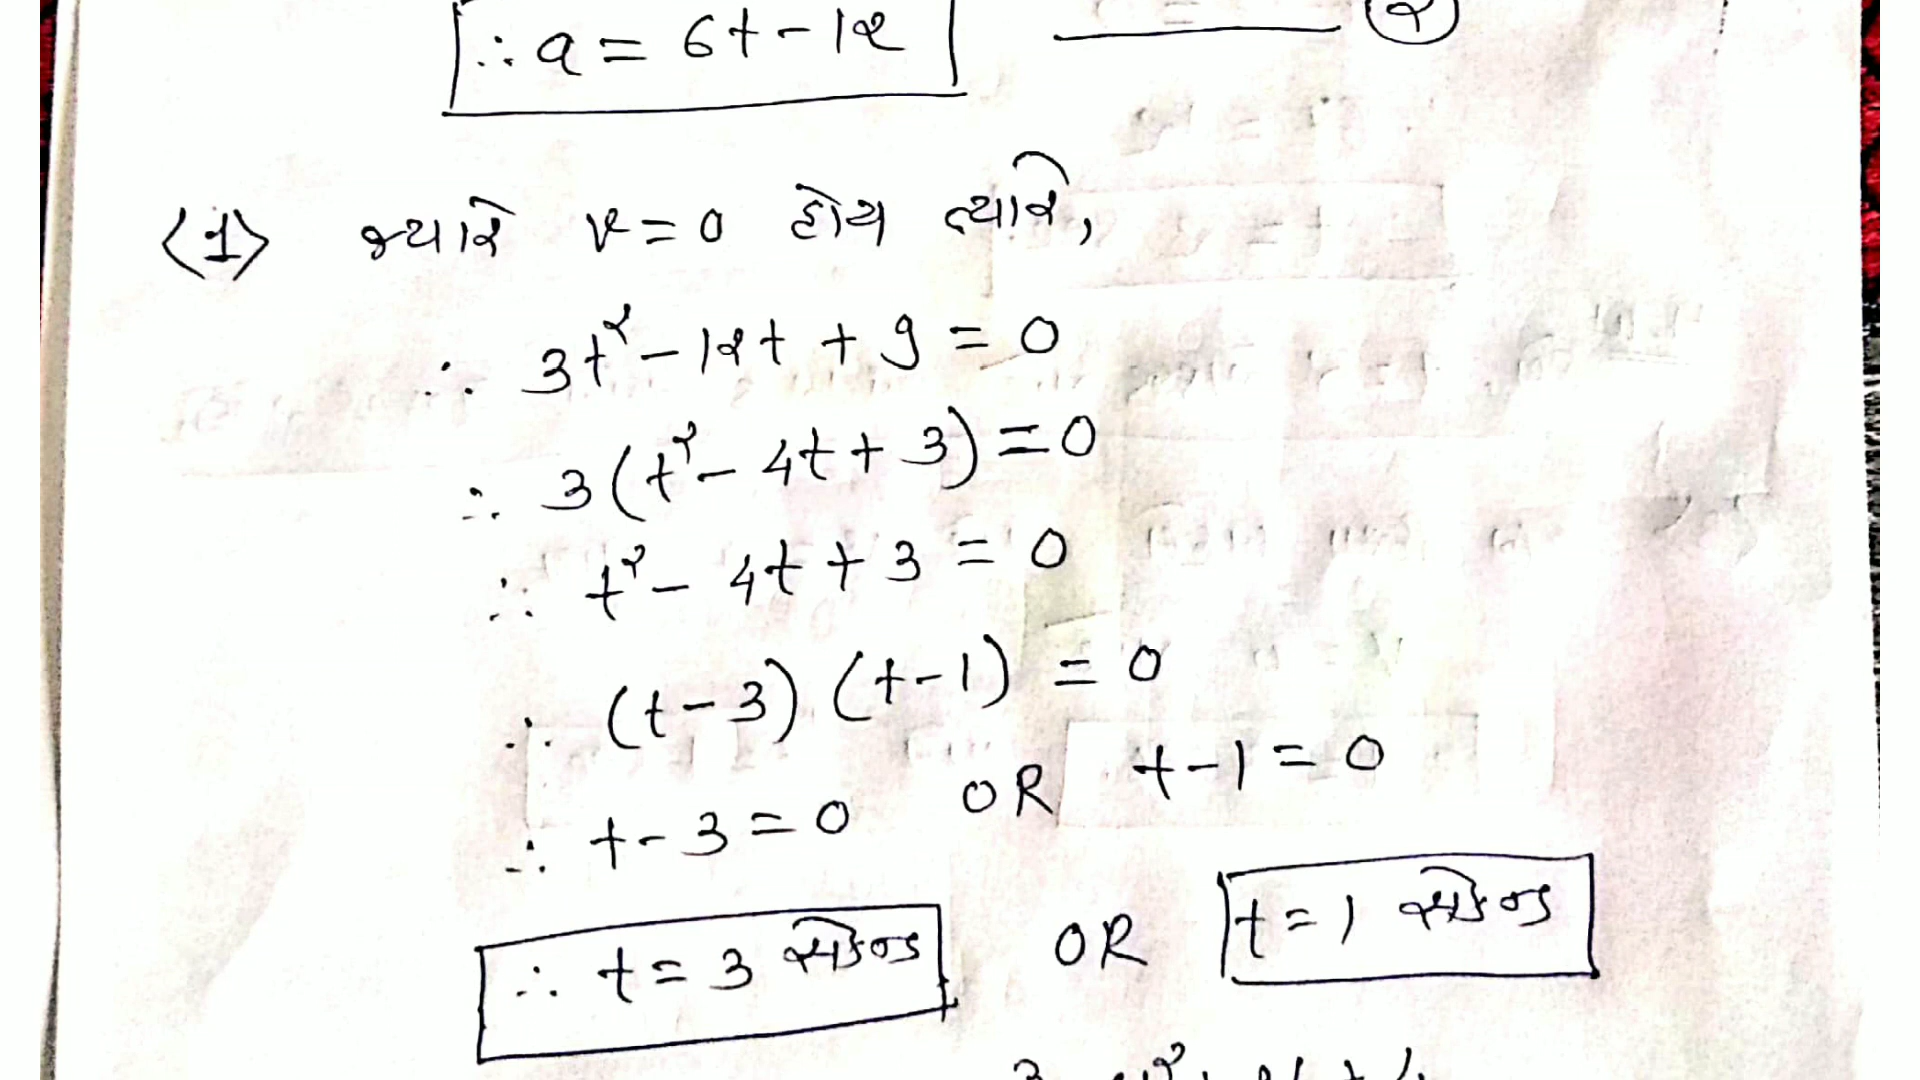 ∴ a = 6t - 12 ——— (2)
<1> જ્યારે v = 0 હોય ત્યારે,
∴ 3t² - 12t + 9 = 0
∴ 3(t² - 4t + 3) = 0
∴ t² - 4t + 3 = 0
∴ (t - 3) (t - 1) = 0
∴ t - 3 = 0 OR t - 1 = 0
∴ t = 3 સેકન્ડ OR t = 1 સેકન્ડ